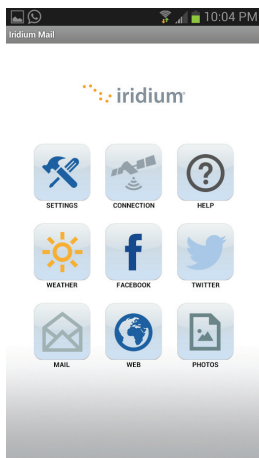 10:04 PM
Iridium Mail
iridium
SETTINGS CONNECTION HELP
WEATHER FACEBOOK TWITTER
MAIL WEB PHOTOS